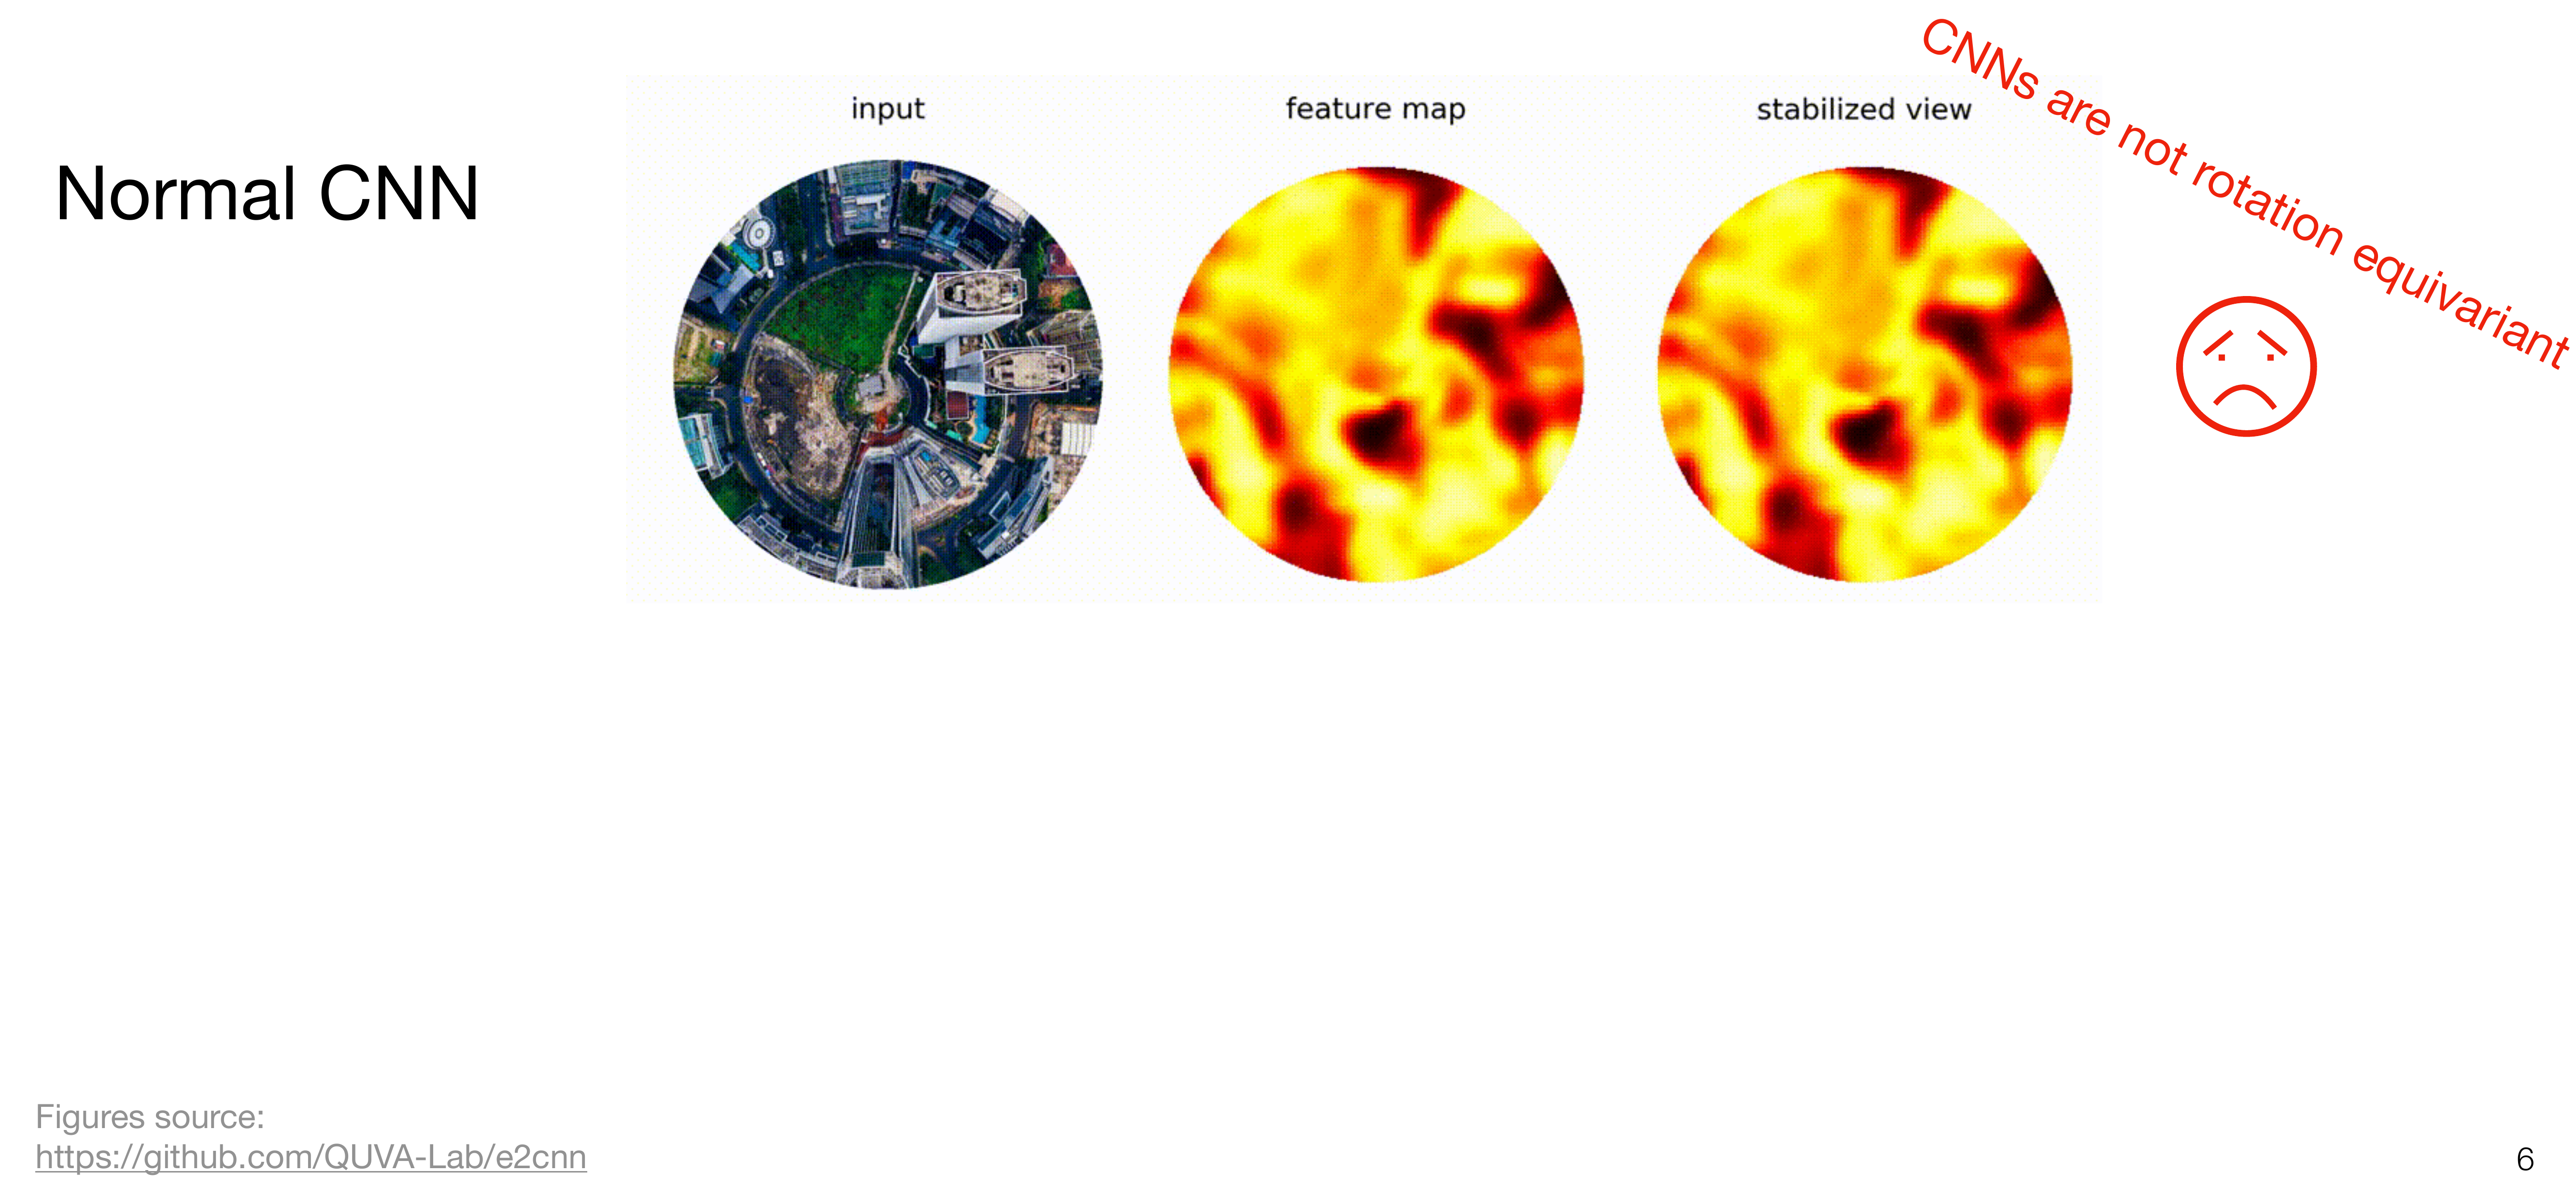 CNNs are not rotation equivariant
input
feature map
stabilized view
Normal CNN
Figures source:
https://github.com/QUVA-Lab/e2cnn
6